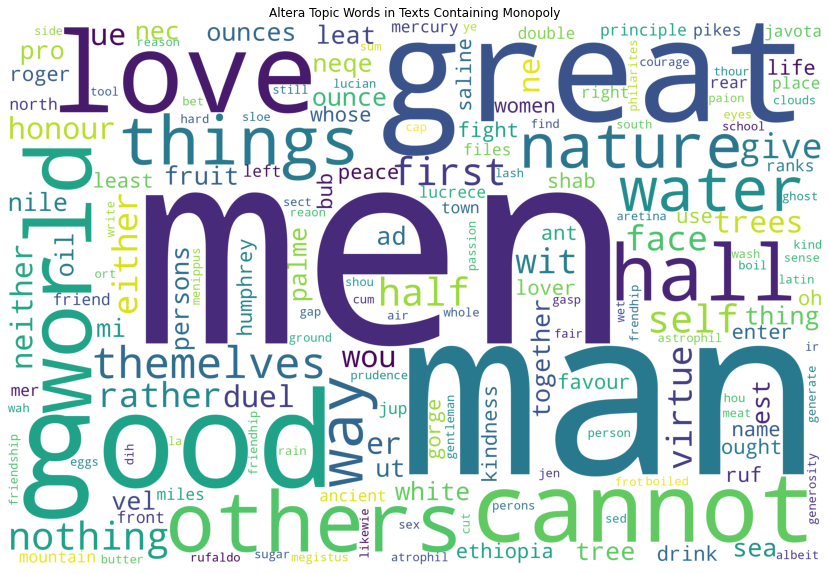 Altera Topic Words in Texts Containing Monopoly
side ye
nec ounces leat mercury double principle pikes javota
pro ue reason sum courage
roger love neqe great ne saline women rear life
north tool still lucian ounce right thour philarites place
bet whose paion clouds
honour hard sloe cap fight find south eyes school
things first files nature give
least fruit left peace lash shab ranks
nile bub lucrece town water ghost
write sect aretina use trees
oil either reaon ad passion ant wit face kind
neither world ort menippus persons humphrey palme shou half lover hall wash sense
friend cum air whole gasp wet frendhip boil latin oh
mi gap men fair self thing
ground astrophil enter ir
themselves wou prudence together man
mer rather duel way jup favour virtue hou est generate
wah good er gorge gentleman kindness person meat name
friendship eggs la friendhip rain ut ought
dih jen ruf generosity
vel miles ancient white frot boiled
nothing front others sex cut perons cannot sed
likewie
mountain butter rufaldo sugar megistus atrophil ethiopia tree drink sea albeit